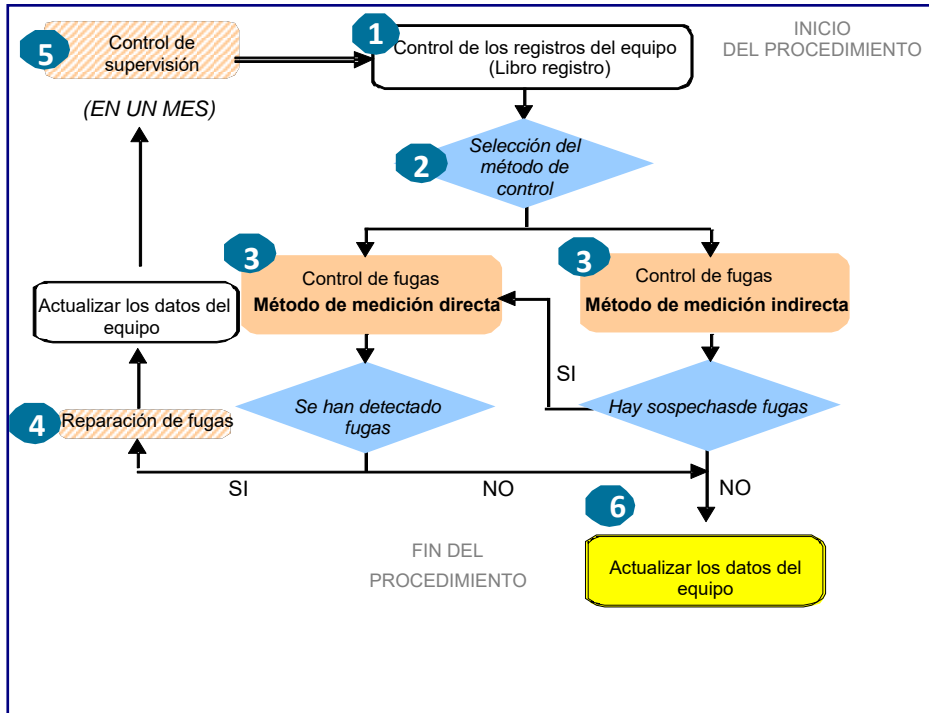 INICIO
DEL PROCEDIMIENTO
5
Control de
supervisión
1
Control de los registros del equipo
(Libro registro)
(EN UN MES)
2
Selección del
método de
control
3
Control de fugas
Método de medición directa
3
Control de fugas
Método de medición indirecta
Actualizar los datos del
equipo
SI
4
Reparación de fugas
Se han detectado
fugas
Hay sospechasde fugas
SI
NO
NO
6
FIN DEL
PROCEDIMIENTO
Actualizar los datos del
equipo